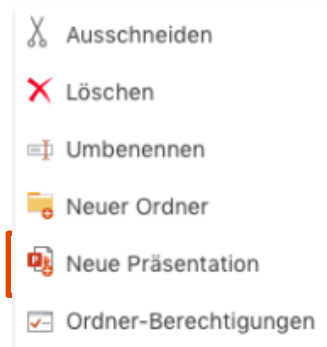 Ausschneiden
Löschen
Umbenennen
Neuer Ordner
Neue Präsentation
Ordner-Berechtigungen